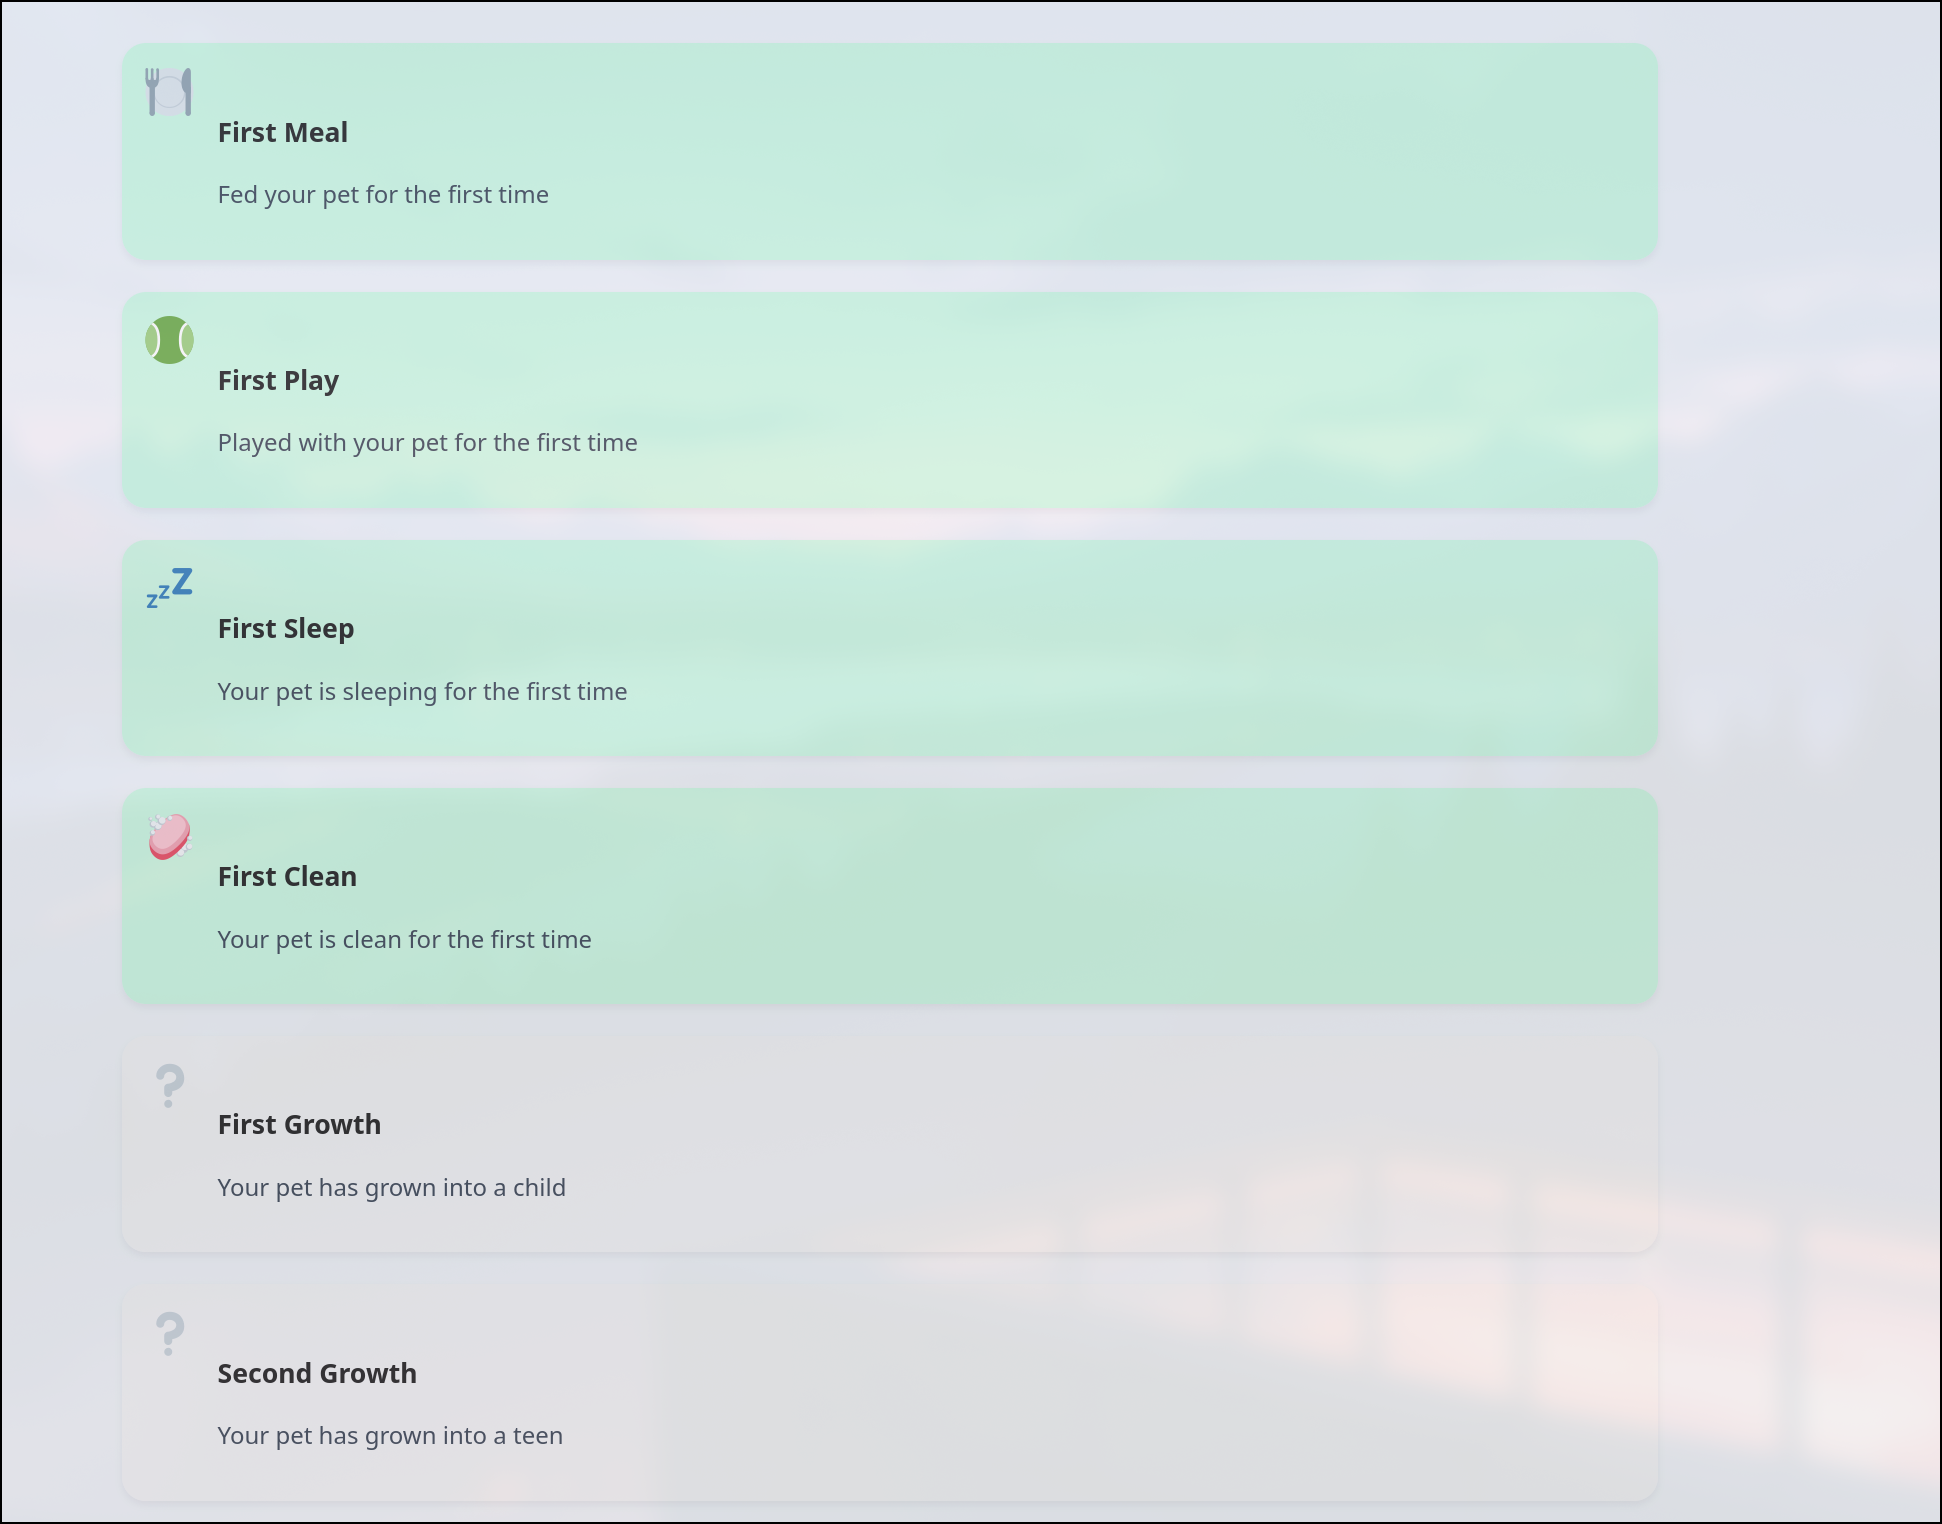 First Meal
Fed your pet for the first time
First Play
Played with your pet for the first time
First Sleep
Your pet is sleeping for the first time
First Clean
Your pet is clean for the first time
First Growth
Your pet has grown into a child
Second Growth
Your pet has grown into a teen